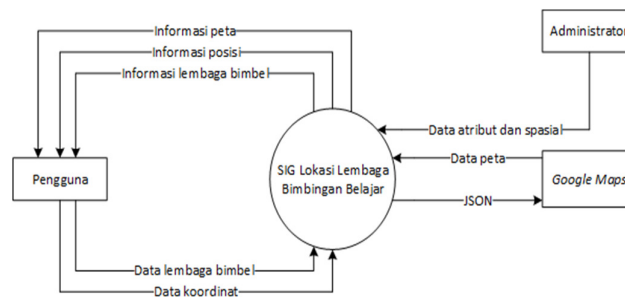 Informasi peta
Administrator
Informasi posisi
Informasi lembaga bimbel
Data atribut dan spasial
SIG Lokasi Lembaga
Bimbingan Belajar
Data peta
Pengguna
Google Maps
JSON
Data lembaga bimbel
Data koordinat